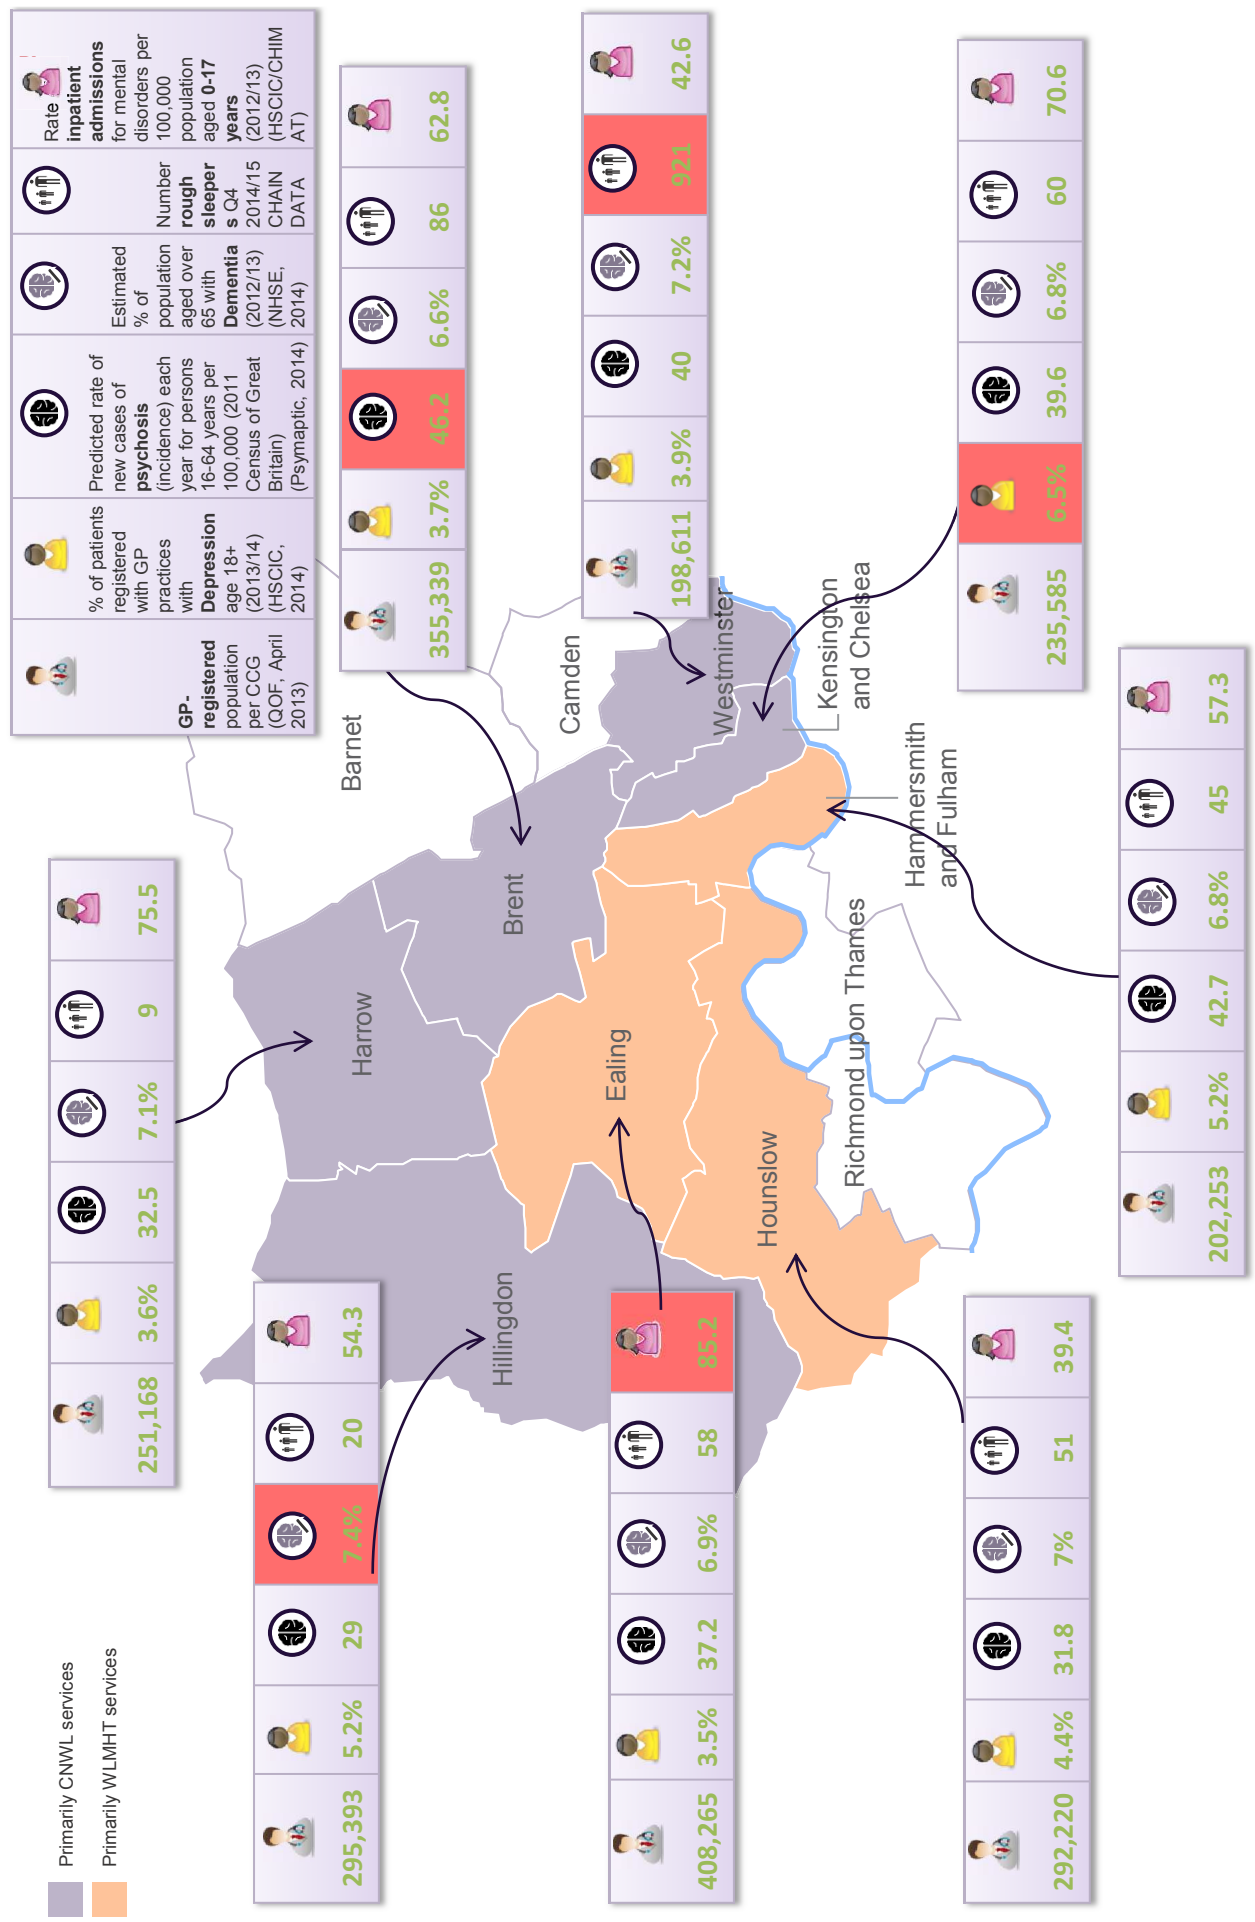 Primarily CNWL services
Primarily WLMHT services
251,168 3.6% 32.5 7.1% 9 75.5
GP-
registered
population
per CCG
(QOF, April
2013)
% of patients
registered
with GP
practices
with
Depression
age 18+
(2013/14)
(HSCIC,
2014)
Predicted rate of
new cases of
psychosis
(incidence) each
year for persons
16-64 years per
100,000 (2011
Census of Great
Britain)
(Psymaptic, 2014)
Estimated
% of
population
aged over
65 with
Dementia
(2012/13)
(NHSE,
2014)
Number
rough
sleeper
s Q4
2014/15
CHAIN
DATA
Rate
inpatient
admissions
for mental
disorders per
100,000
population
aged 0-17
years
(2012/13)
(HSCIC/CHIM
AT)
295,393 5.2% 29 7.4% 20 54.3
Harrow
Barnet
355,339 3.7% 46.2 6.6% 86 62.8
Hillingdon
Brent
Camden
408,265 3.5% 37.2 6.9% 58 85.2
Ealing
198,611 3.9% 40 7.2% 921 42.6
Westminster
Hounslow
Kensington
and Chelsea
Richmond upon Thames
Hammersmith
and Fulham
292,220 4.4% 31.8 7% 51 39.4
235,585 6.5% 39.6 6.8% 60 70.6
202,253 5.2% 42.7 6.8% 45 57.3